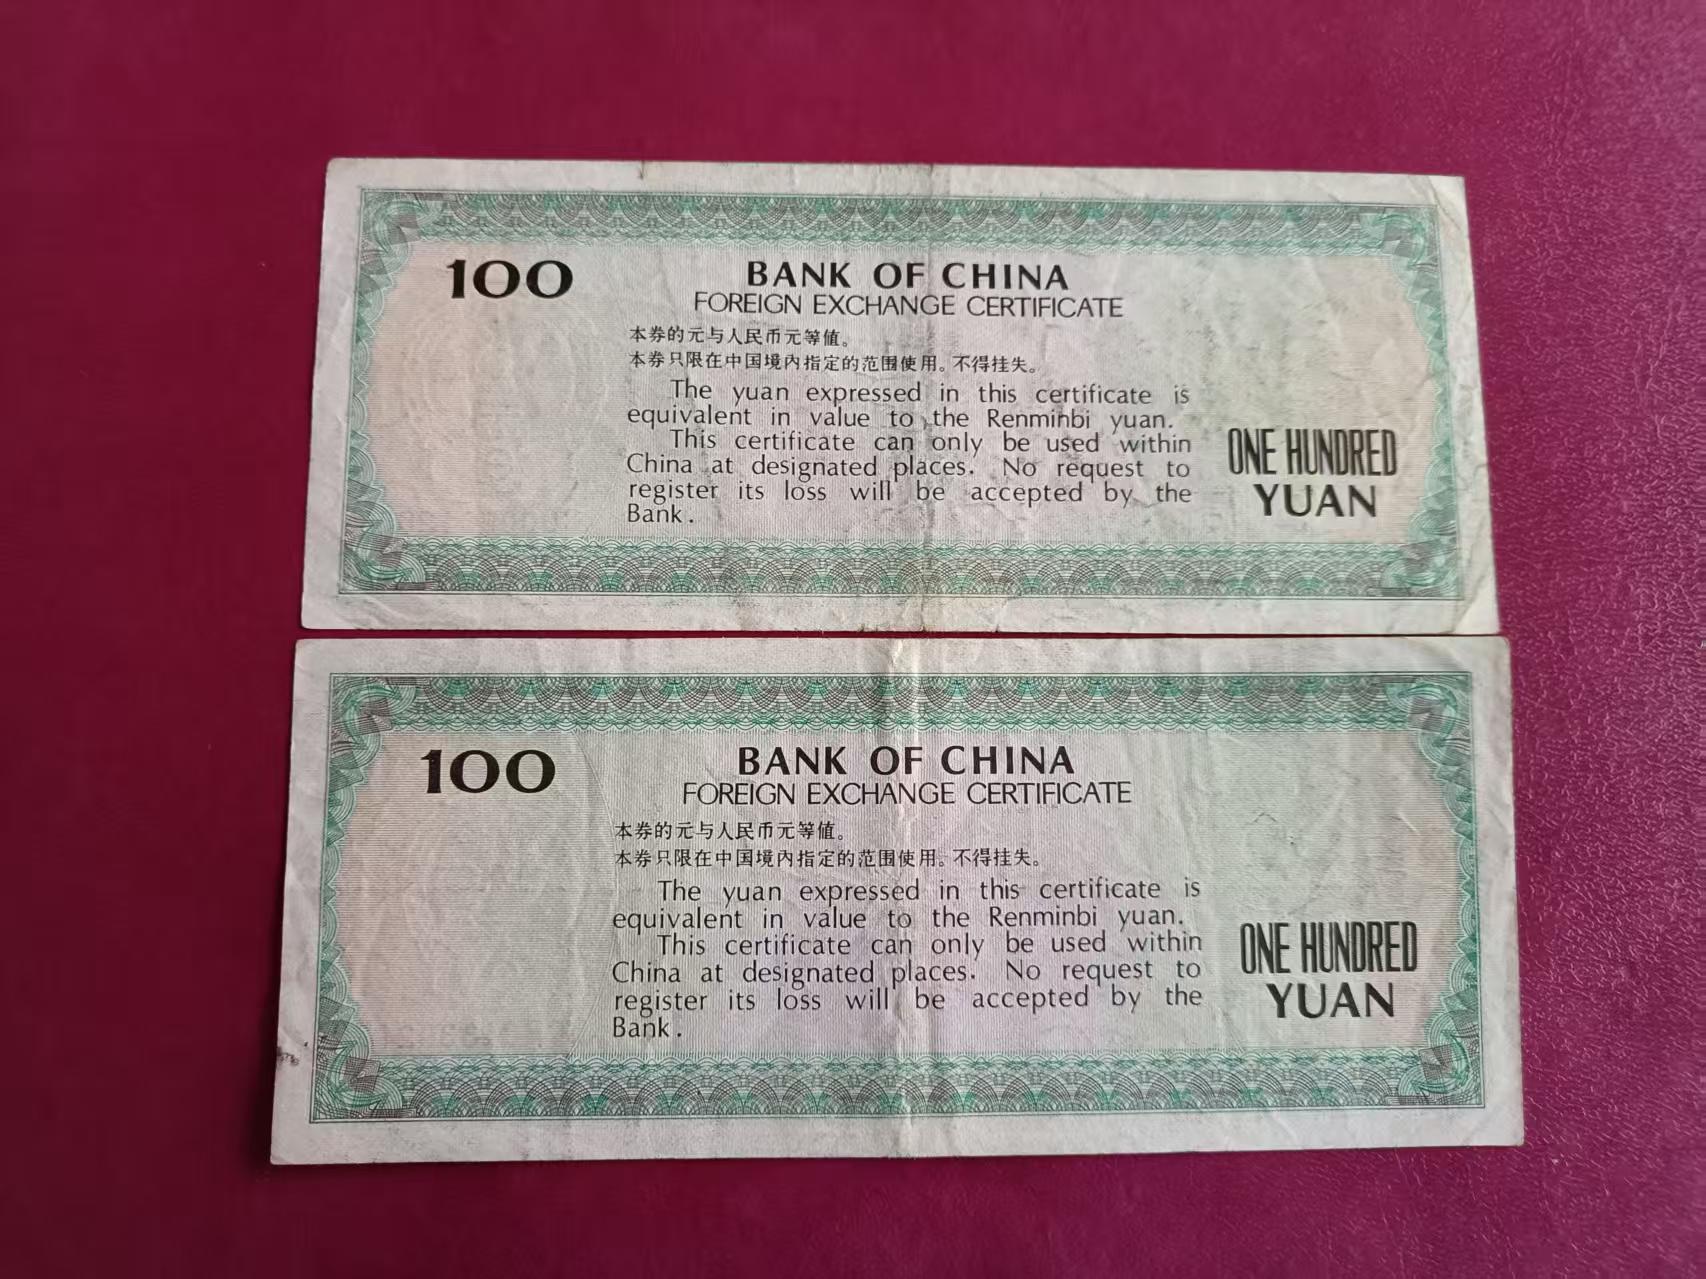 100
BANK OF CHINA
FOREIGN EXCHANGE CERTIFICATE
本券的元与人民币元等值。
本券只限在中国境内指定的范围使用。不得挂失。
The yuan expressed in this certificate is
equivalent in value to the Renminbi yuan.
This certificate can only be used within
China at designated places. No request to
register its loss will be accepted by the
Bank.
ONE HUNDRED
YUAN
100
BANK OF CHINA
FOREIGN EXCHANGE CERTIFICATE
本券的元与人民币元等值。
本券只限在中国境内指定的范围使用。不得挂失。
The yuan expressed in this certificate is
equivalent in value to the Renminbi yuan.
This certificate can only be used within
China at designated places. No request to
register its loss will be accepted by the
Bank.
ONE HUNDRED
YUAN